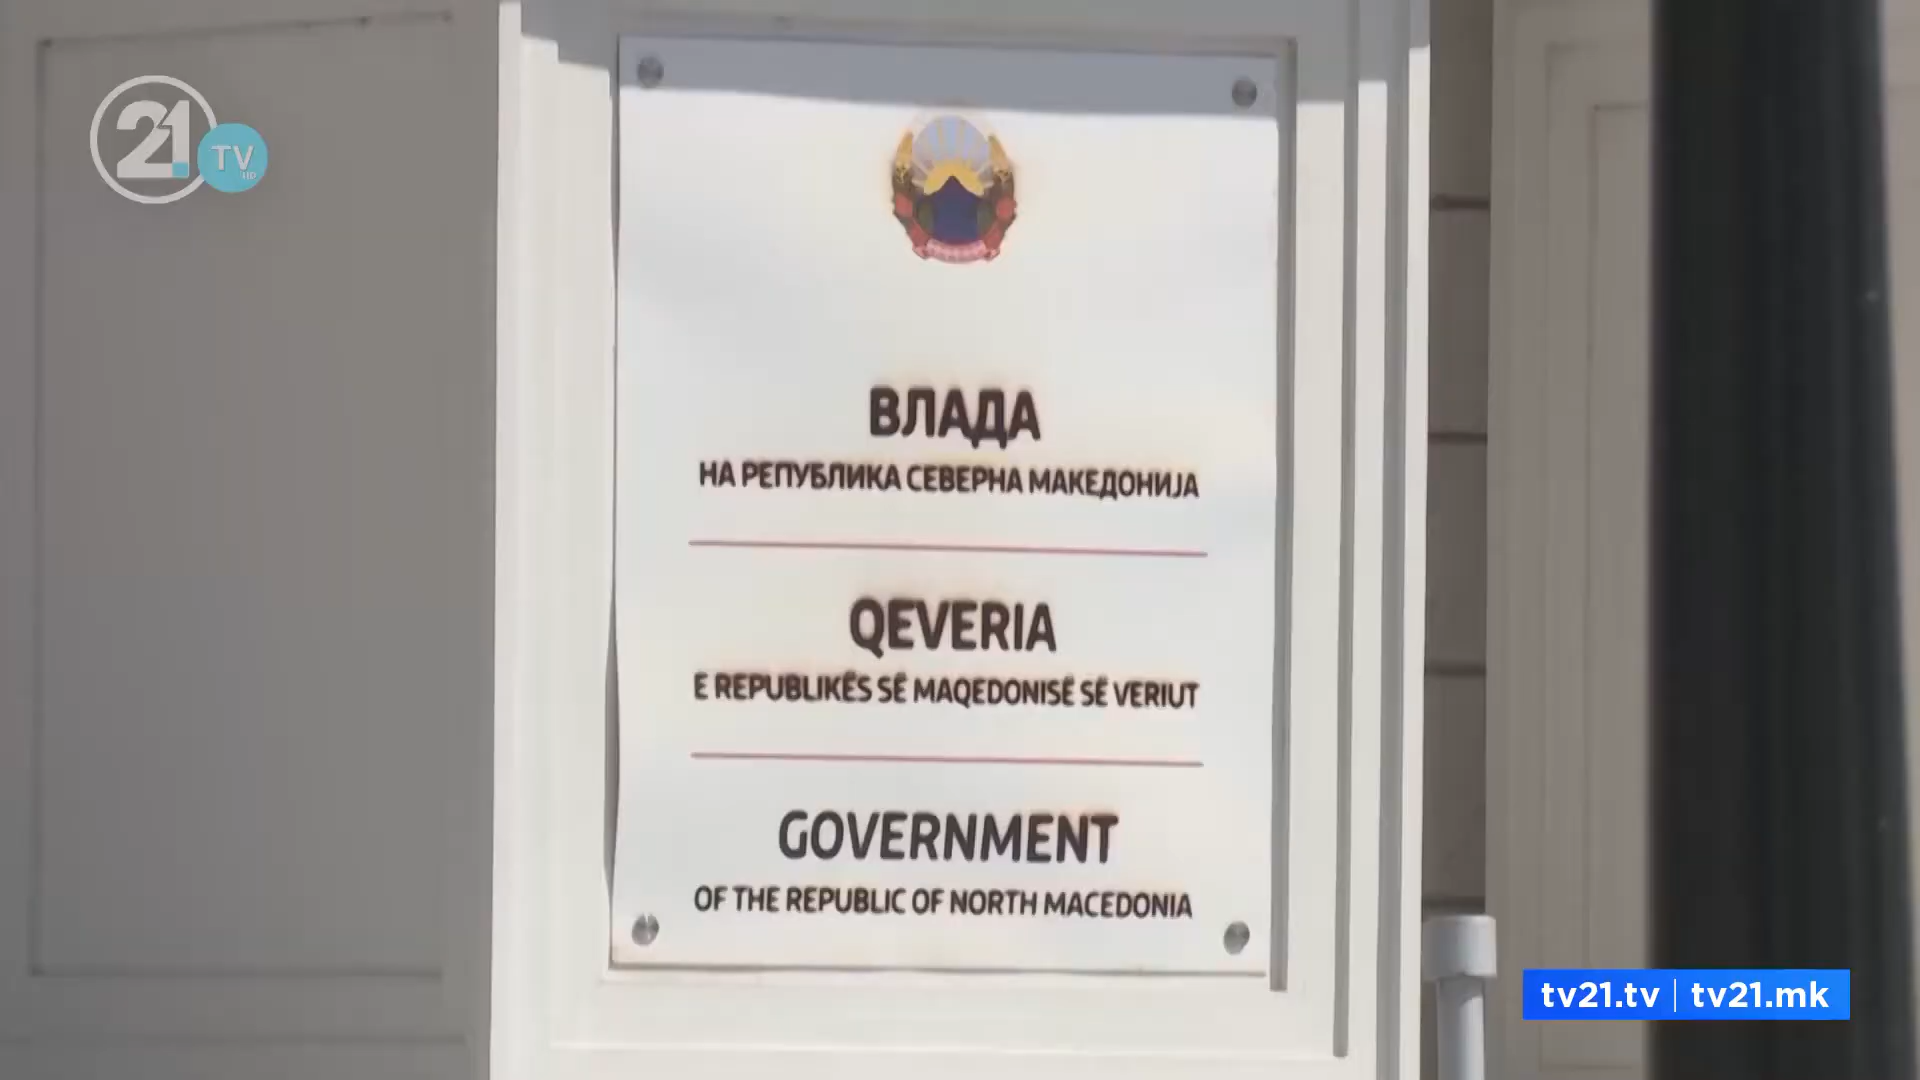 21
TV
HD
ВЛАДА
НА РЕПУБЛИКА СЕВЕРНА МАКЕДОНИЈА
QEVERIA
E REPUBLIKËS SË MAQEDONISË SË VERIUT
GOVERNMENT
OF THE REPUBLIC OF NORTH MACEDONIA
tv21.tv | tv21.mk